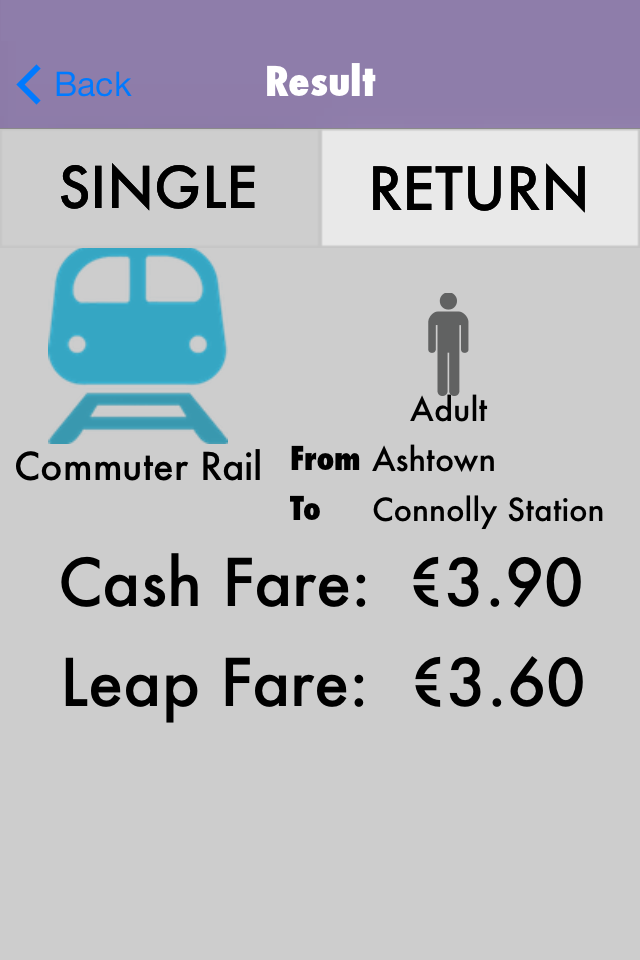 Back
Result
SINGLE
RETURN
Adult
Commuter Rail
From Ashtown
To Connolly Station
Cash Fare: €3.90
Leap Fare: €3.60